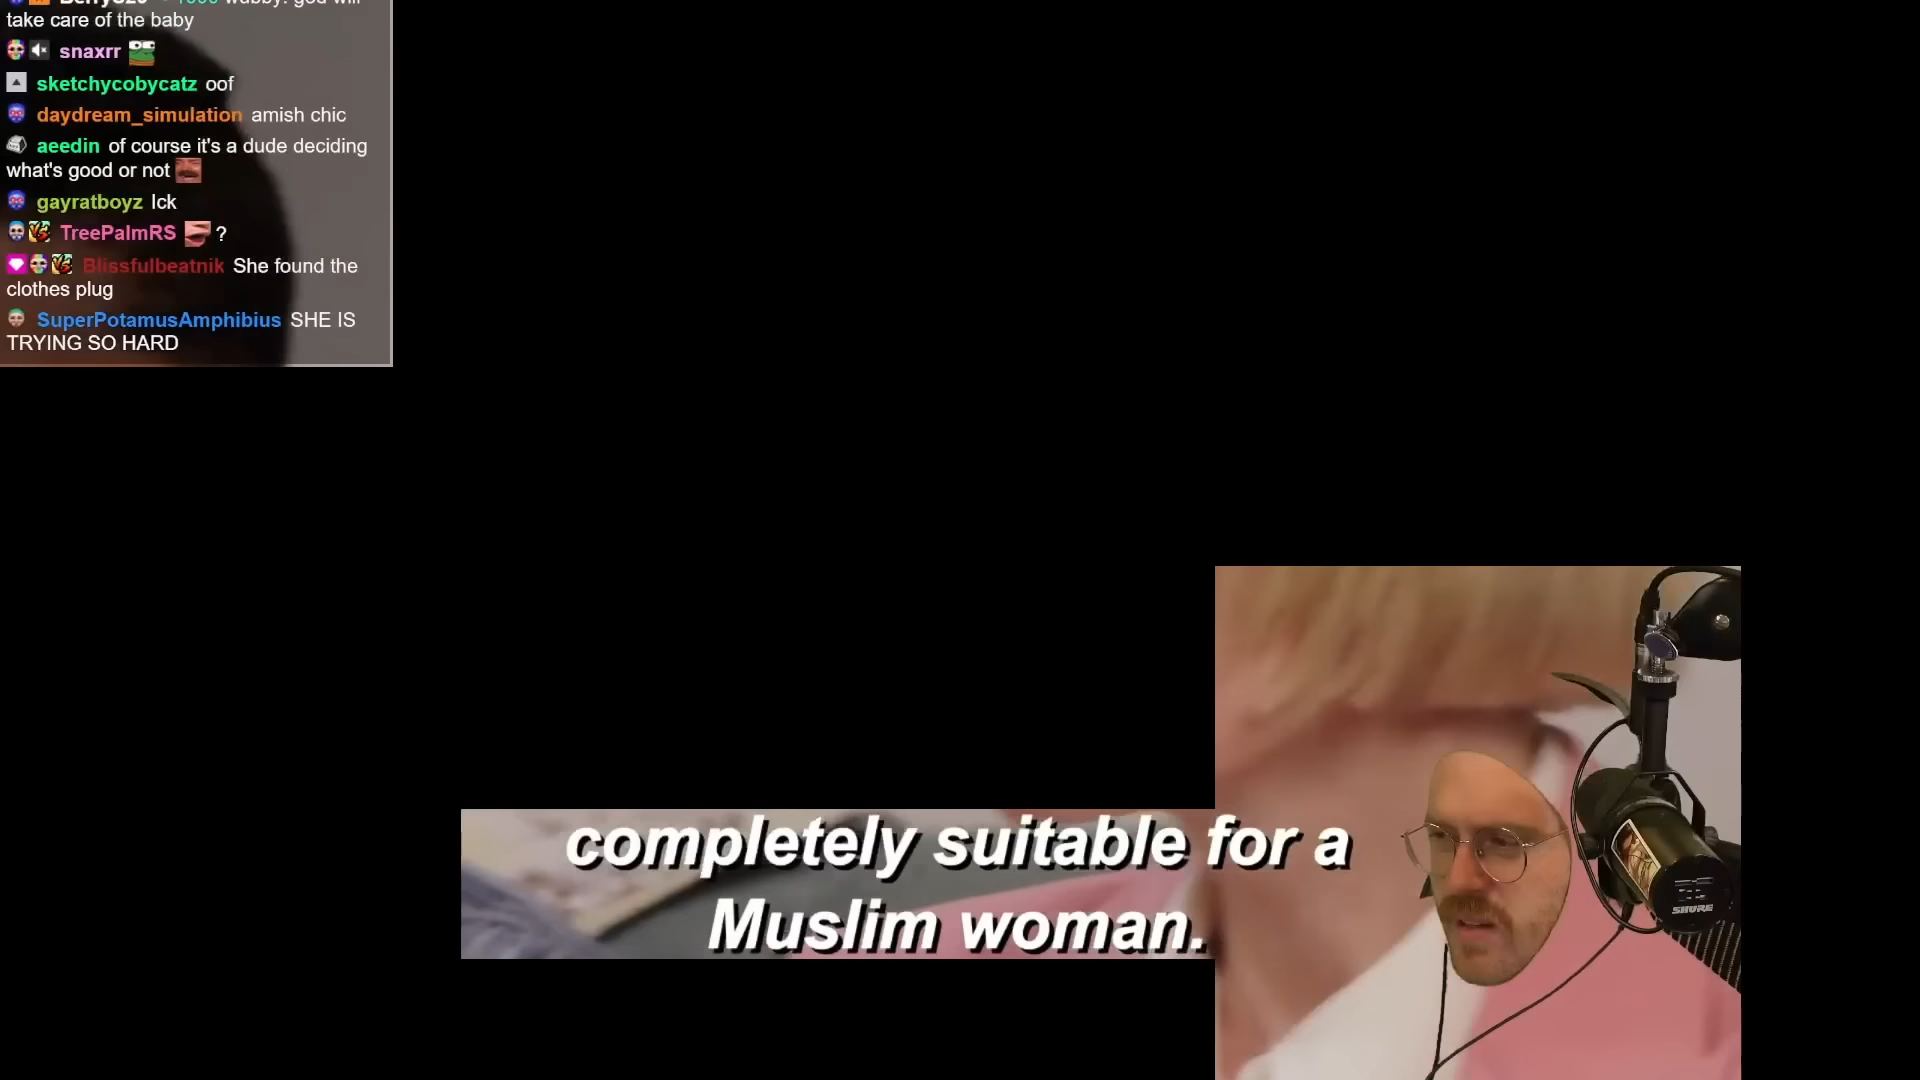 take care of the baby
snaxrr
sketchycobycatz oof
daydream_simulation amish chic
aeedin of course it's a dude deciding
what's good or not
gayratboyz Ick
TreePalmRS ?
Blissfulbeatnik She found the
clothes plug
SuperPotamusAmphibius SHE IS
TRYING SO HARD
completely suitable for a
Muslim woman.
SHURE